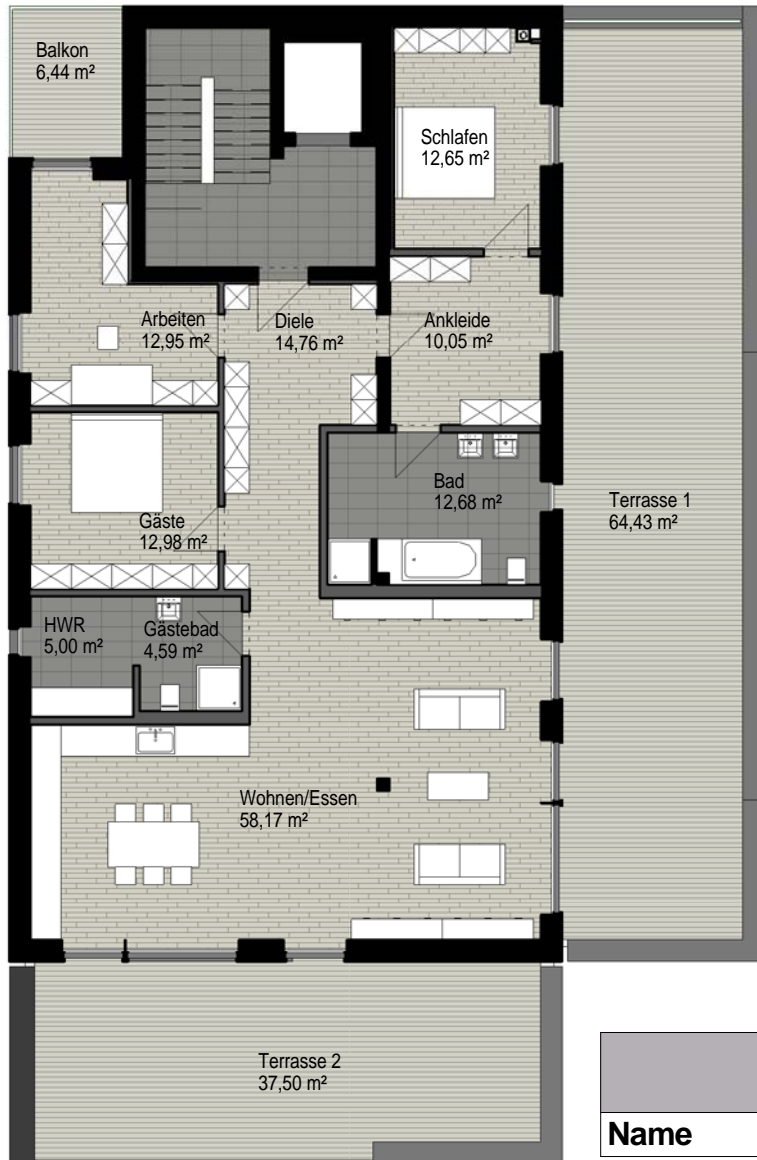 Balkon
6,44 m²
Schlafen
12,65 m²
Arbeiten
12,95 m²
Diele
14,76 m²
Ankleide
10,05 m²
Bad
12,68 m²
Terrasse 1
64,43 m²
Gäste
12,98 m²
HWR
5,00 m²
Gästebad
4,59 m²
Wohnen/Essen
58,17 m²
Terrasse 2
37,50 m²
Name